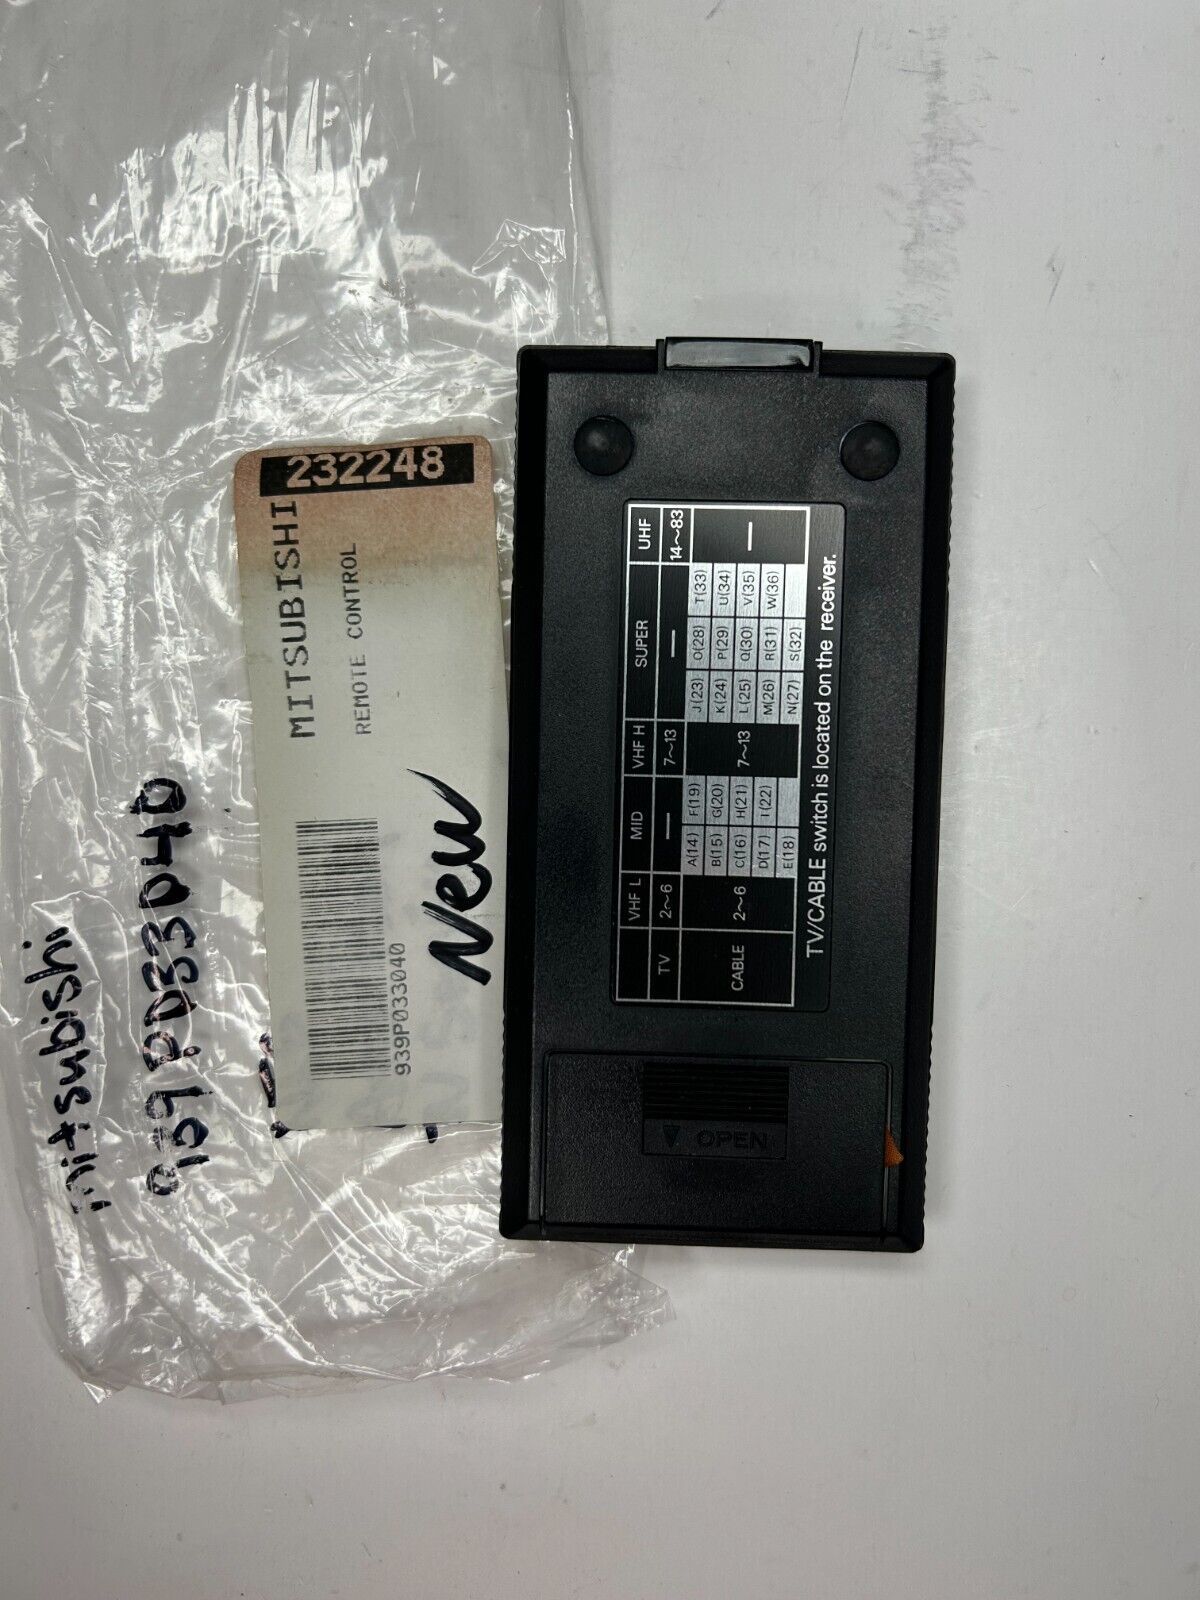 mitsubishi
939P033040
232248
MITSUBISHI
REMOTE CONTROL
939P033040
New
VHF L MID VHF H SUPER UHF
TV 2~6 — 7~13 — 14~83
CABLE 2~6 7~13 —
A(14) F(19) J(23) O(28) T(33)
B(15) G(20) K(24) P(29) U(34)
C(16) H(21) L(25) Q(30) V(35)
D(17) I(22) M(26) R(31) W(36)
E(18) N(27) S(32)
TV/CABLE switch is located on the receiver.
OPEN